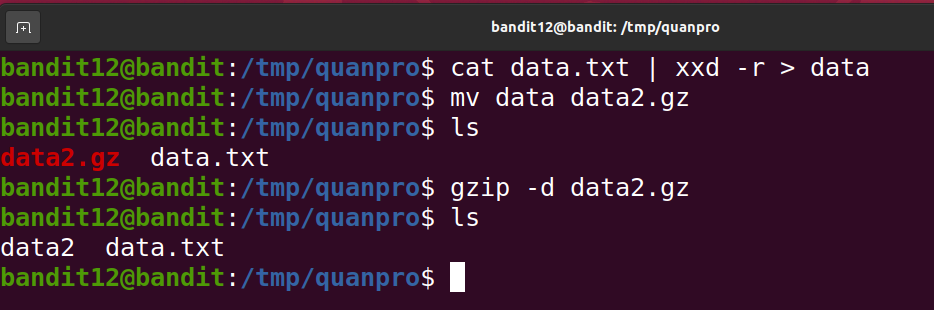 bandit12@bandit: /tmp/quanpro
bandit12@bandit:/tmp/quanpro$ cat data.txt | xxd -r > data
bandit12@bandit:/tmp/quanpro$ mv data data2.gz
bandit12@bandit:/tmp/quanpro$ ls
data2.gz  data.txt
bandit12@bandit:/tmp/quanpro$ gzip -d data2.gz
bandit12@bandit:/tmp/quanpro$ ls
data2  data.txt
bandit12@bandit:/tmp/quanpro$